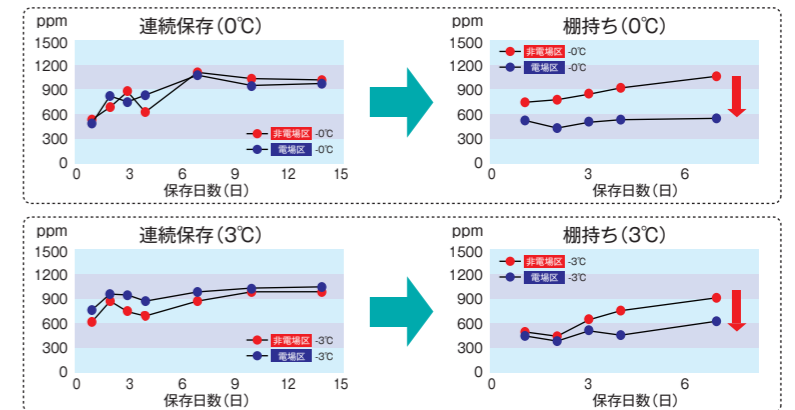 連続保存(0℃)
ppm
1500
1200
900
600
300
0
0 3 6 9 12 15
保存日数(日)
非電場区 -0℃
電場区 -0℃
棚持ち(0℃)
ppm
1500
1200
900
600
300
0
0 3 6
保存日数(日)
非電場区 -0℃
電場区 -0℃
連続保存(3℃)
ppm
1500
1200
900
600
300
0
0 3 6 9 12 15
保存日数(日)
非電場区 -3℃
電場区 -3℃
棚持ち(3℃)
ppm
1500
1200
900
600
300
0
0 3 6
保存日数(日)
非電場区 -3℃
電場区 -3℃